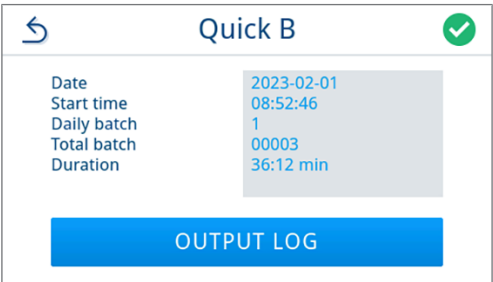 Quick B
Date 2023-02-01
Start time 08:52:46
Daily batch 1
Total batch 00003
Duration 36:12 min
OUTPUT LOG